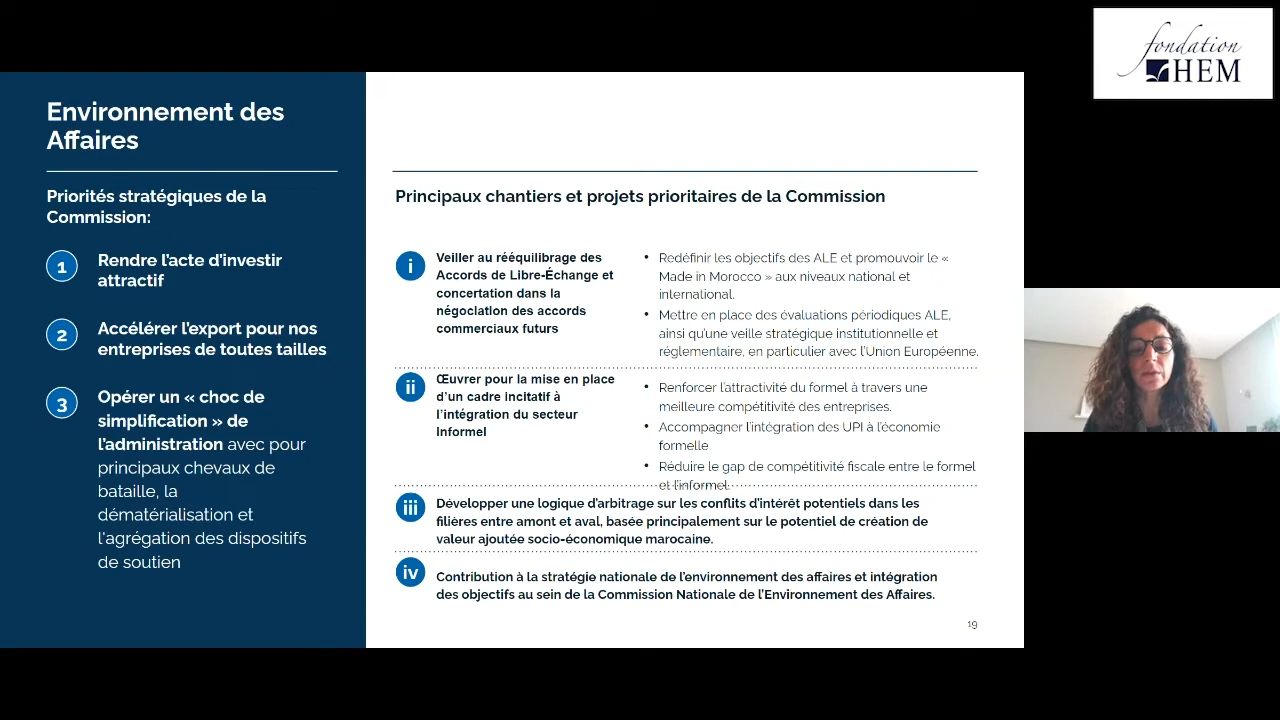 fondation
HEM
Environnement des
Affaires
Priorités stratégiques de la
Commission:
1
Rendre l'acte d'investir
attractif
2
Accélérer l'export pour nos
entreprises de toutes tailles
3
Opérer un « choc de
simplification » de
l'administration avec pour
principaux chevaux de
bataille, la
dématérialisation et
l'agrégation des dispositifs
de soutien
Principaux chantiers et projets prioritaires de la Commission
i
Veiller au rééquilibrage des
Accords de Libre-Échange et
concertation dans la
négociation des accords
commerciaux futurs
• Redéfinir les objectifs des ALE et promouvoir le «
Made in Morocco » aux niveaux national et
international.
• Mettre en place des évaluations périodiques ALE,
ainsi qu'une veille stratégique institutionnelle et
réglementaire, en particulier avec l'Union Européenne.
ii
Œuvrer pour la mise en place
d'un cadre incitatif à
l'intégration du secteur
Informel
• Renforcer l'attractivité du formel à travers une
meilleure compétitivité des entreprises.
• Accompagner l'intégration des UPI à l'économie
formelle
• Réduire le gap de compétitivité fiscale entre le formel
et l'informel.
iii
Développer une logique d'arbitrage sur les conflits d'intérêt potentiels dans les
filières entre amont et aval, basée principalement sur le potentiel de création de
valeur ajoutée socio-économique marocaine.
iv
Contribution à la stratégie nationale de l'environnement des affaires et intégration
des objectifs au sein de la Commission Nationale de l'Environnement des Affaires.
19